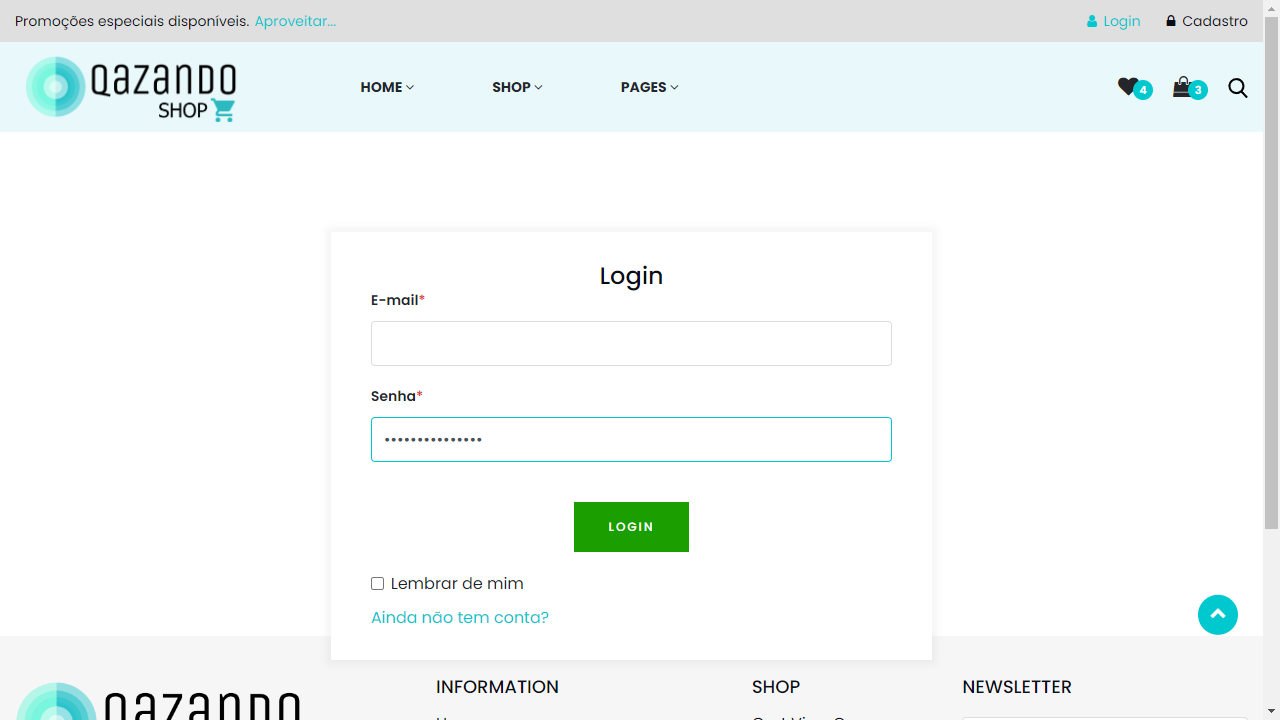 Promoções especiais disponíveis. Aproveitar...
Login
Cadastro
QAZANDO
SHOP
HOME
SHOP
PAGES
4
3
Login
E-mail*
Senha*
•••••••••••••••
LOGIN
Lembrar de mim
Ainda não tem conta?
QAZANDO
INFORMATION
SHOP
NEWSLETTER